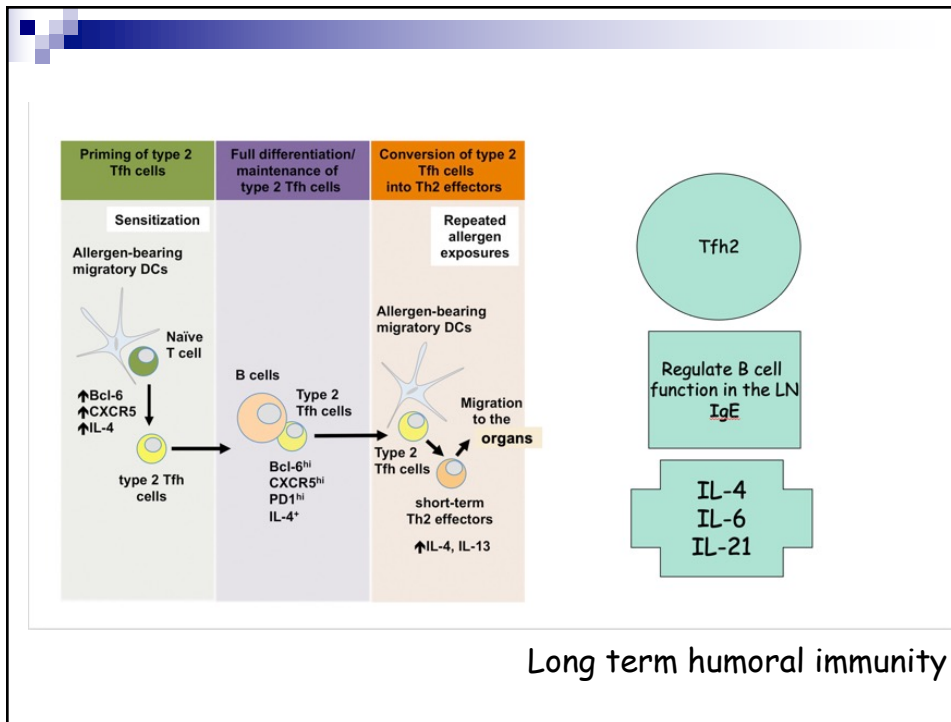 Priming of type 2
Tfh cells
Full differentiation/
maintenance of
type 2 Tfh cells
Conversion of type 2
Tfh cells
into Th2 effectors
Sensitization
Allergen-bearing
migratory DCs
Naïve
T cell
↑Bcl-6
↑CXCR5
↑IL-4
type 2 Tfh
cells
B cells
Type 2
Tfh cells
Bcl-6hi
CXCR5hi
PD1hi
IL-4+
Repeated
allergen
exposures
Allergen-bearing
migratory DCs
Migration
to the
organs
Type 2
Tfh cells
short-term
Th2 effectors
↑IL-4, IL-13
Tfh2
Regulate B cell
function in the LN
IgE
IL-4
IL-6
IL-21
Long term humoral immunity